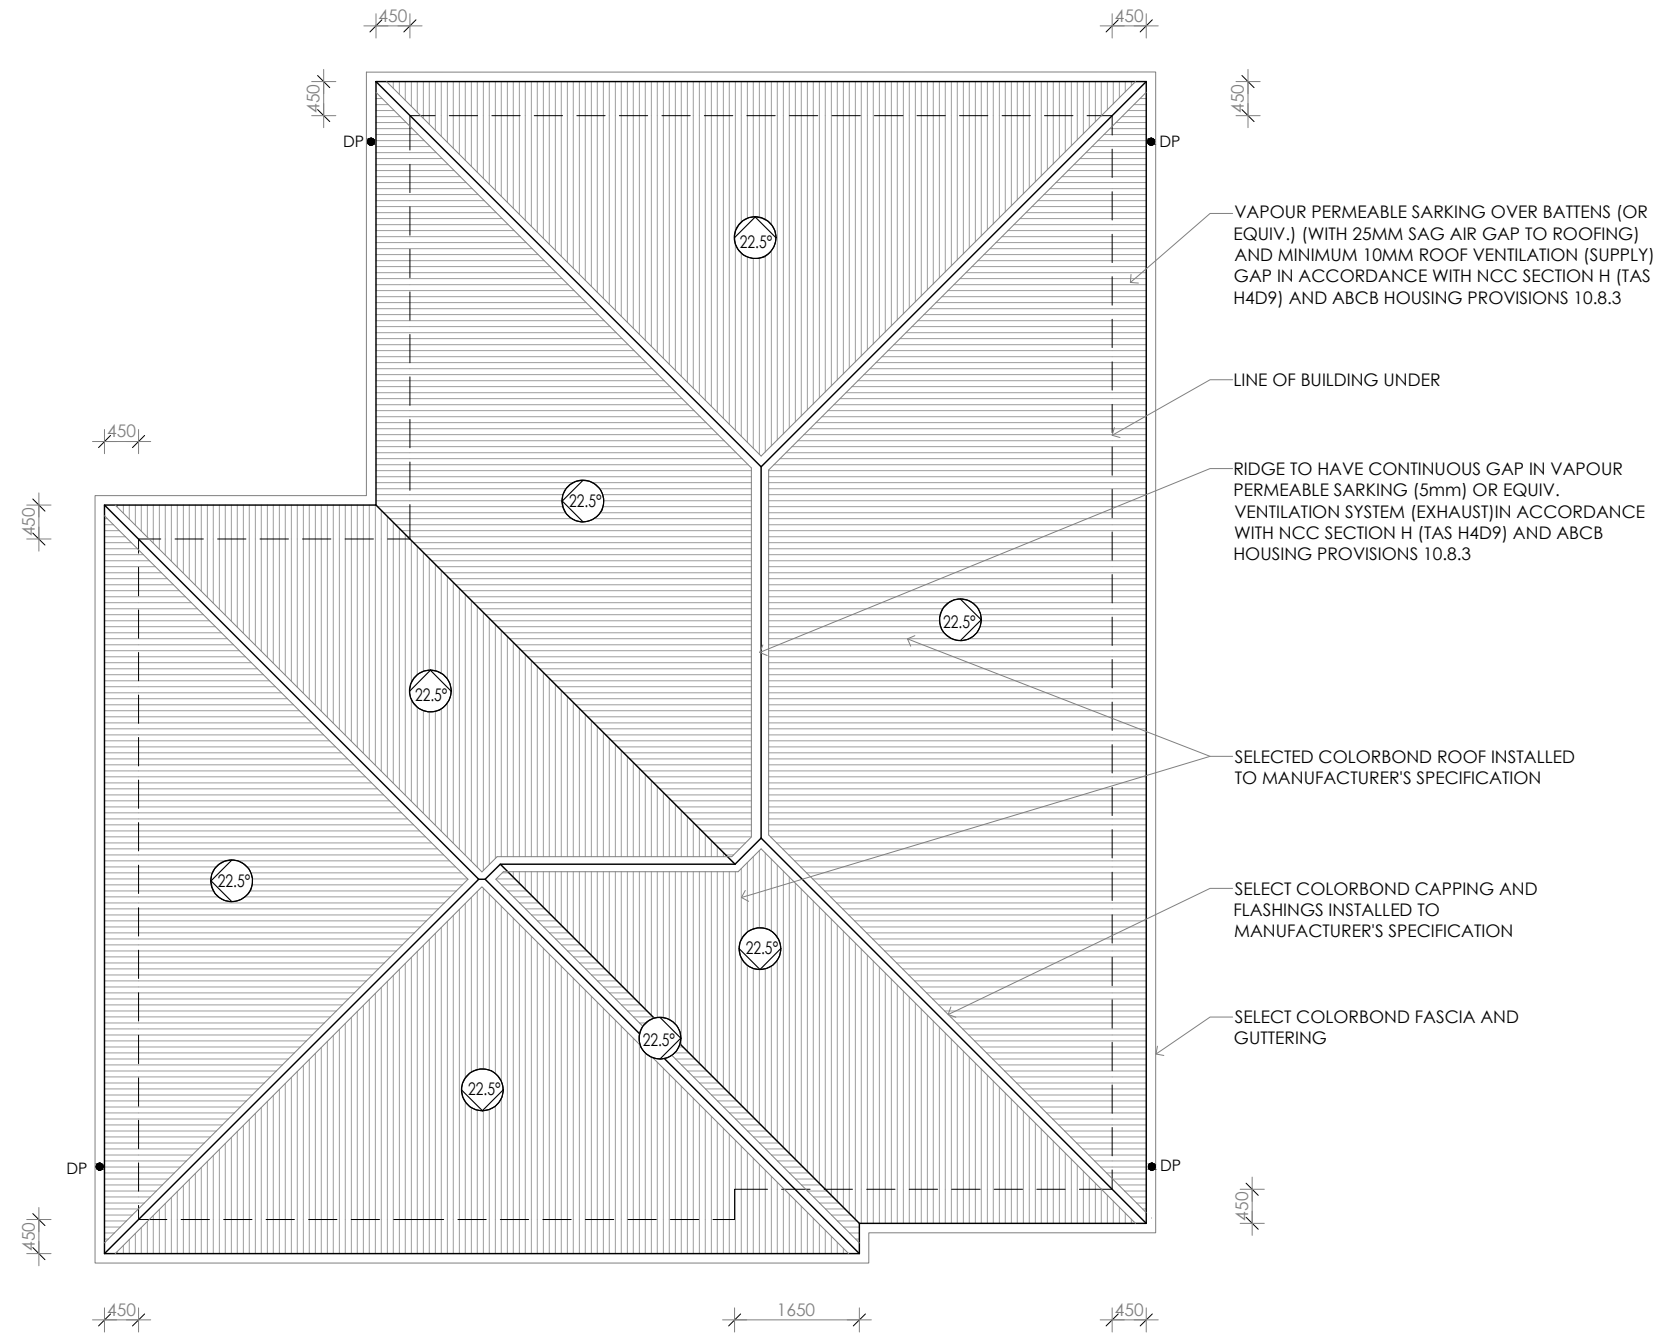 450
450
450
450
DP
DP
VAPOUR PERMEABLE SARKING OVER BATTENS (OR
EQUIV.) (WITH 25MM SAG AIR GAP TO ROOFING)
AND MINIMUM 10MM ROOF VENTILATION (SUPPLY)
GAP IN ACCORDANCE WITH NCC SECTION H (TAS
H4D9) AND ABCB HOUSING PROVISIONS 10.8.3
22.5°
LINE OF BUILDING UNDER
450
RIDGE TO HAVE CONTINUOUS GAP IN VAPOUR
PERMEABLE SARKING (5mm) OR EQUIV.
VENTILATION SYSTEM (EXHAUST)IN ACCORDANCE
WITH NCC SECTION H (TAS H4D9) AND ABCB
HOUSING PROVISIONS 10.8.3
22.5°
450
22.5°
22.5°
SELECTED COLORBOND ROOF INSTALLED
TO MANUFACTURER'S SPECIFICATION
22.5°
SELECT COLORBOND CAPPING AND
FLASHINGS INSTALLED TO
MANUFACTURER'S SPECIFICATION
22.5°
SELECT COLORBOND FASCIA AND
GUTTERING
22.5°
22.5°
DP
DP
450
450
450
1650
450